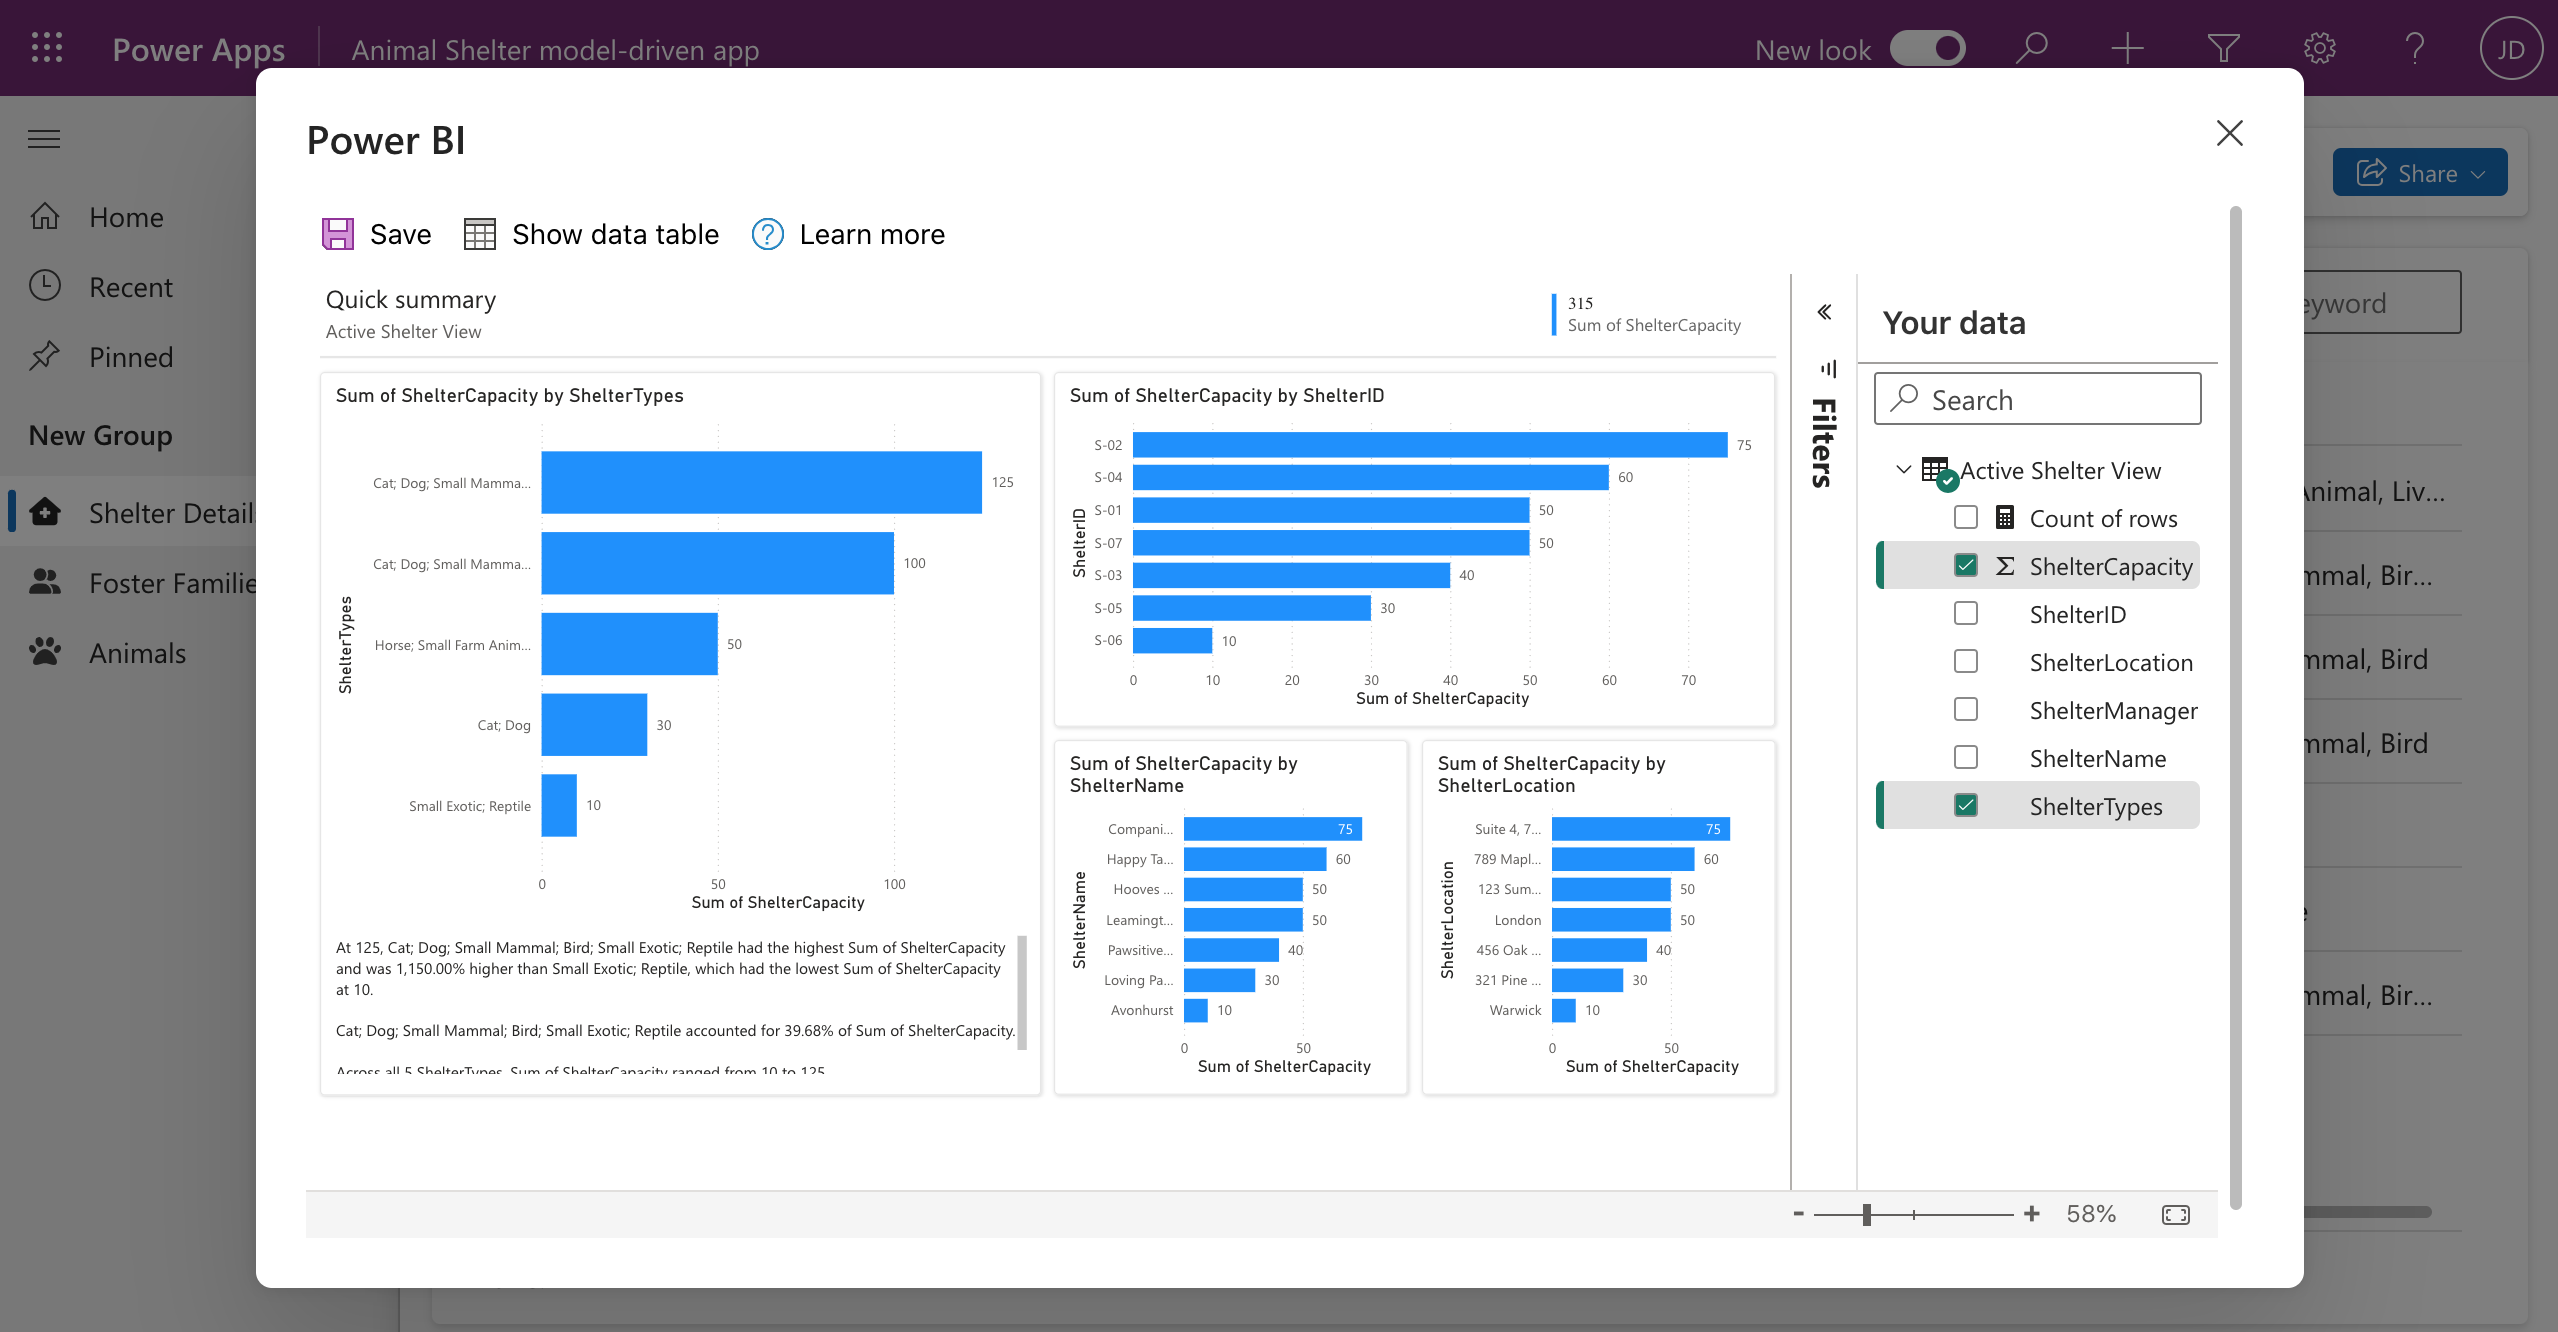 Power Apps
Animal Shelter model-driven app
New look
JD
Home
Recent
Pinned
New Group
Shelter Detail
Foster Familie
Animals
Share
eyword
Animal, Liv...
mmal, Bir...
mmal, Bird
mmal, Bird
mmal, Bir...
Power BI
Save
Show data table
? Learn more
Quick summary
Active Shelter View
315
Sum of ShelterCapacity
Sum of ShelterCapacity by ShelterTypes
ShelterTypes
Cat; Dog; Small Mamma...
125
Cat; Dog; Small Mamma...
100
Horse; Small Farm Anim...
50
Cat; Dog
30
Small Exotic; Reptile
10
0 50 100
Sum of ShelterCapacity
At 125, Cat; Dog; Small Mammal; Bird; Small Exotic; Reptile had the highest Sum of ShelterCapacity
and was 1,150.00% higher than Small Exotic; Reptile, which had the lowest Sum of ShelterCapacity
at 10.
Cat; Dog; Small Mammal; Bird; Small Exotic; Reptile accounted for 39.68% of Sum of ShelterCapacity.
Across all 5 ShelterTypes, Sum of ShelterCapacity ranged from 10 to 125.
Sum of ShelterCapacity by ShelterID
ShelterID
S-02 75
S-04 60
S-01 50
S-07 50
S-03 40
S-05 30
S-06 10
0 10 20 30 40 50 60 70
Sum of ShelterCapacity
Sum of ShelterCapacity by
ShelterName
ShelterName
Compani... 75
Happy Ta... 60
Hooves ... 50
Leamingt... 50
Pawsitive... 40
Loving Pa... 30
Avonhurst 10
0 50
Sum of ShelterCapacity
Sum of ShelterCapacity by
ShelterLocation
ShelterLocation
Suite 4, 7... 75
789 Mapl... 60
123 Sum... 50
London 50
456 Oak ... 40
321 Pine ... 30
Warwick 10
0 50
Sum of ShelterCapacity
Filters
Your data
Search
Active Shelter View
Count of rows
Σ ShelterCapacity
ShelterID
ShelterLocation
ShelterManager
ShelterName
ShelterTypes
- + 58%